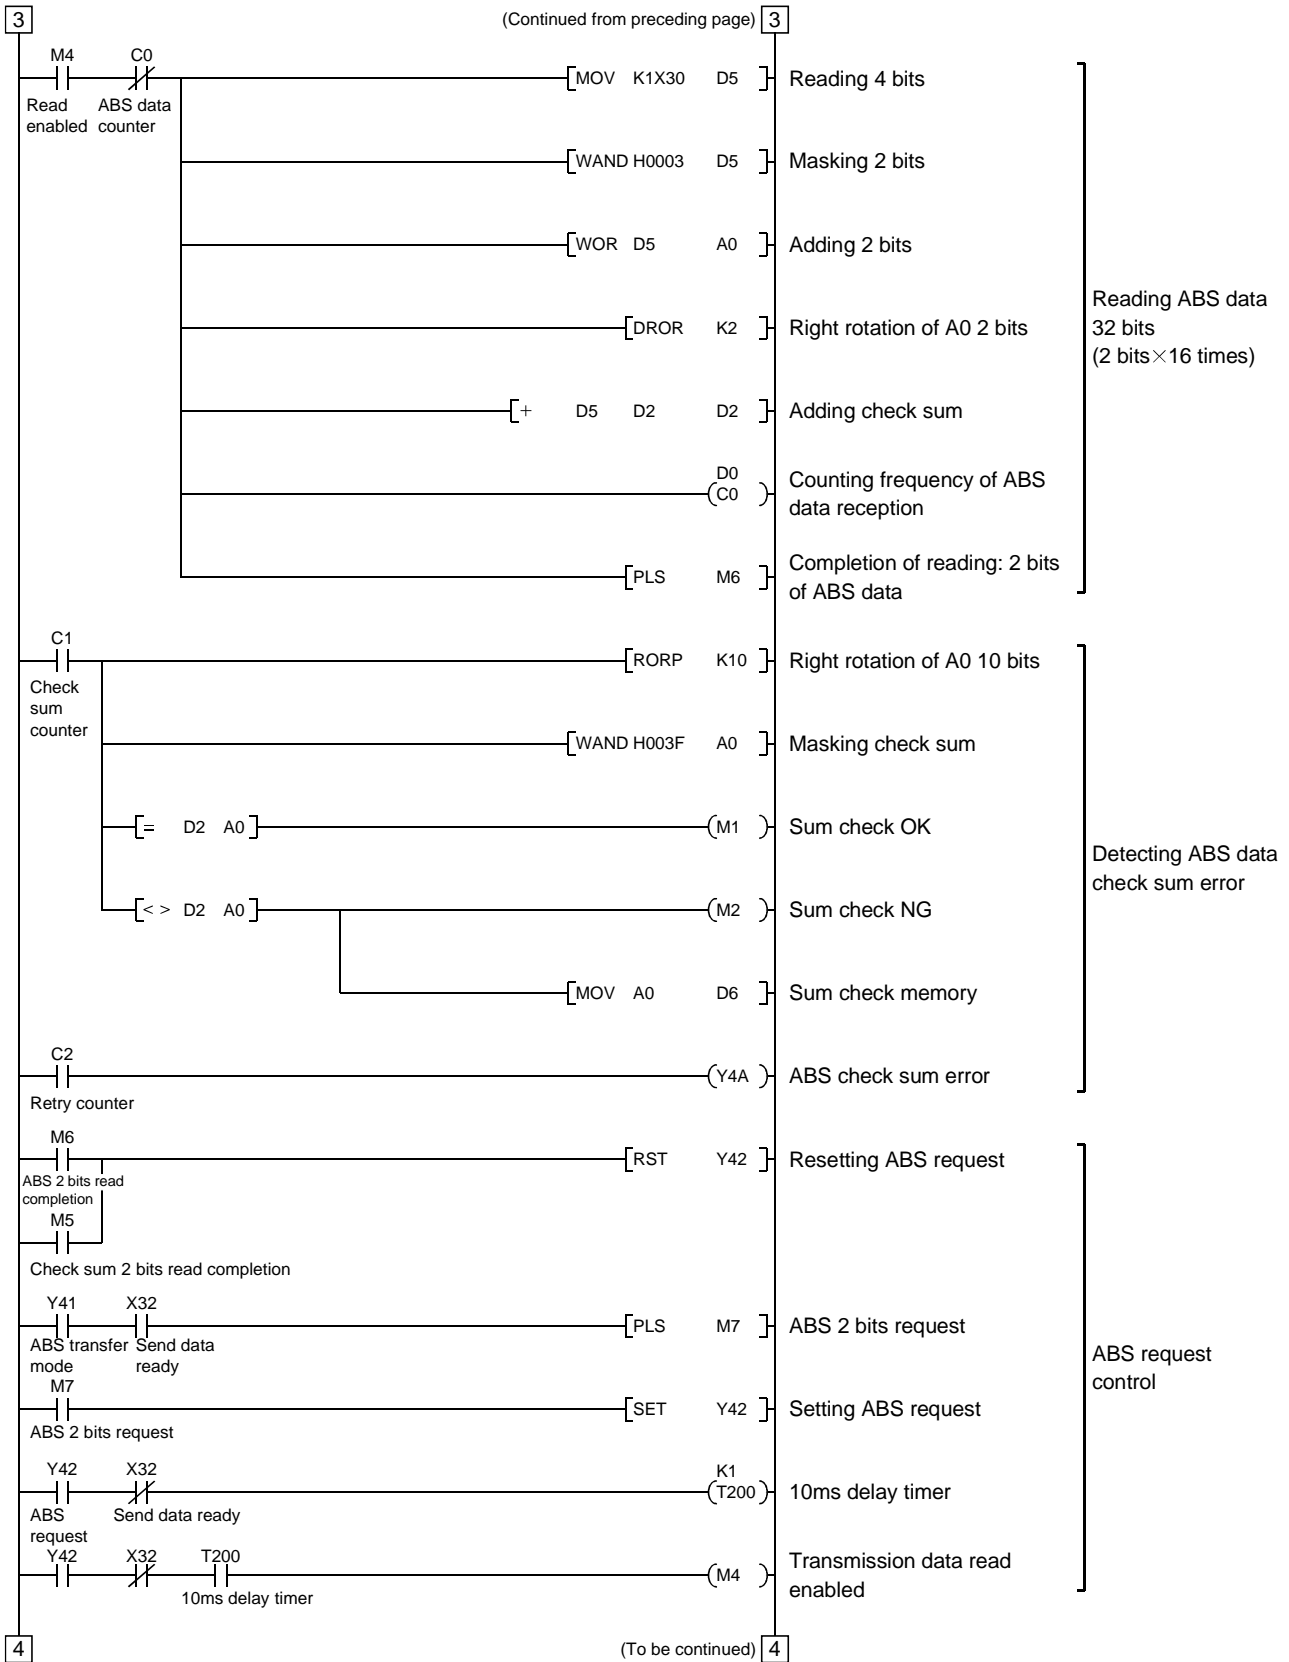 3 (Continued from preceding page) 3
M4 C0
MOV K1X30 D5 Reading 4 bits
Read ABS data
enabled counter
WAND H0003 D5 Masking 2 bits
WOR D5 A0 Adding 2 bits
Reading ABS data
DROR K2 Right rotation of A0 2 bits 32 bits
(2 bits×16 times)
+ D5 D2 D2 Adding check sum
D0
C0 Counting frequency of ABS
data reception
PLS M6 Completion of reading: 2 bits
of ABS data
C1
RORP K10 Right rotation of A0 10 bits
Check
sum
counter
WAND H003F A0 Masking check sum
= D2 A0 M1 Sum check OK
Detecting ABS data
check sum error
< > D2 A0 M2 Sum check NG
MOV A0 D6 Sum check memory
C2
Y4A ABS check sum error
Retry counter
M6
RST Y42 Resetting ABS request
ABS 2 bits read
completion
M5
Check sum 2 bits read completion
Y41 X32
PLS M7 ABS 2 bits request
ABS transfer Send data
mode ready
ABS request
control
M7
SET Y42 Setting ABS request
ABS 2 bits request
Y42 X32 K1
T200 10ms delay timer
ABS Send data ready
request
Y42 X32 T200
M4 Transmission data read
enabled
10ms delay timer
4 (To be continued) 4